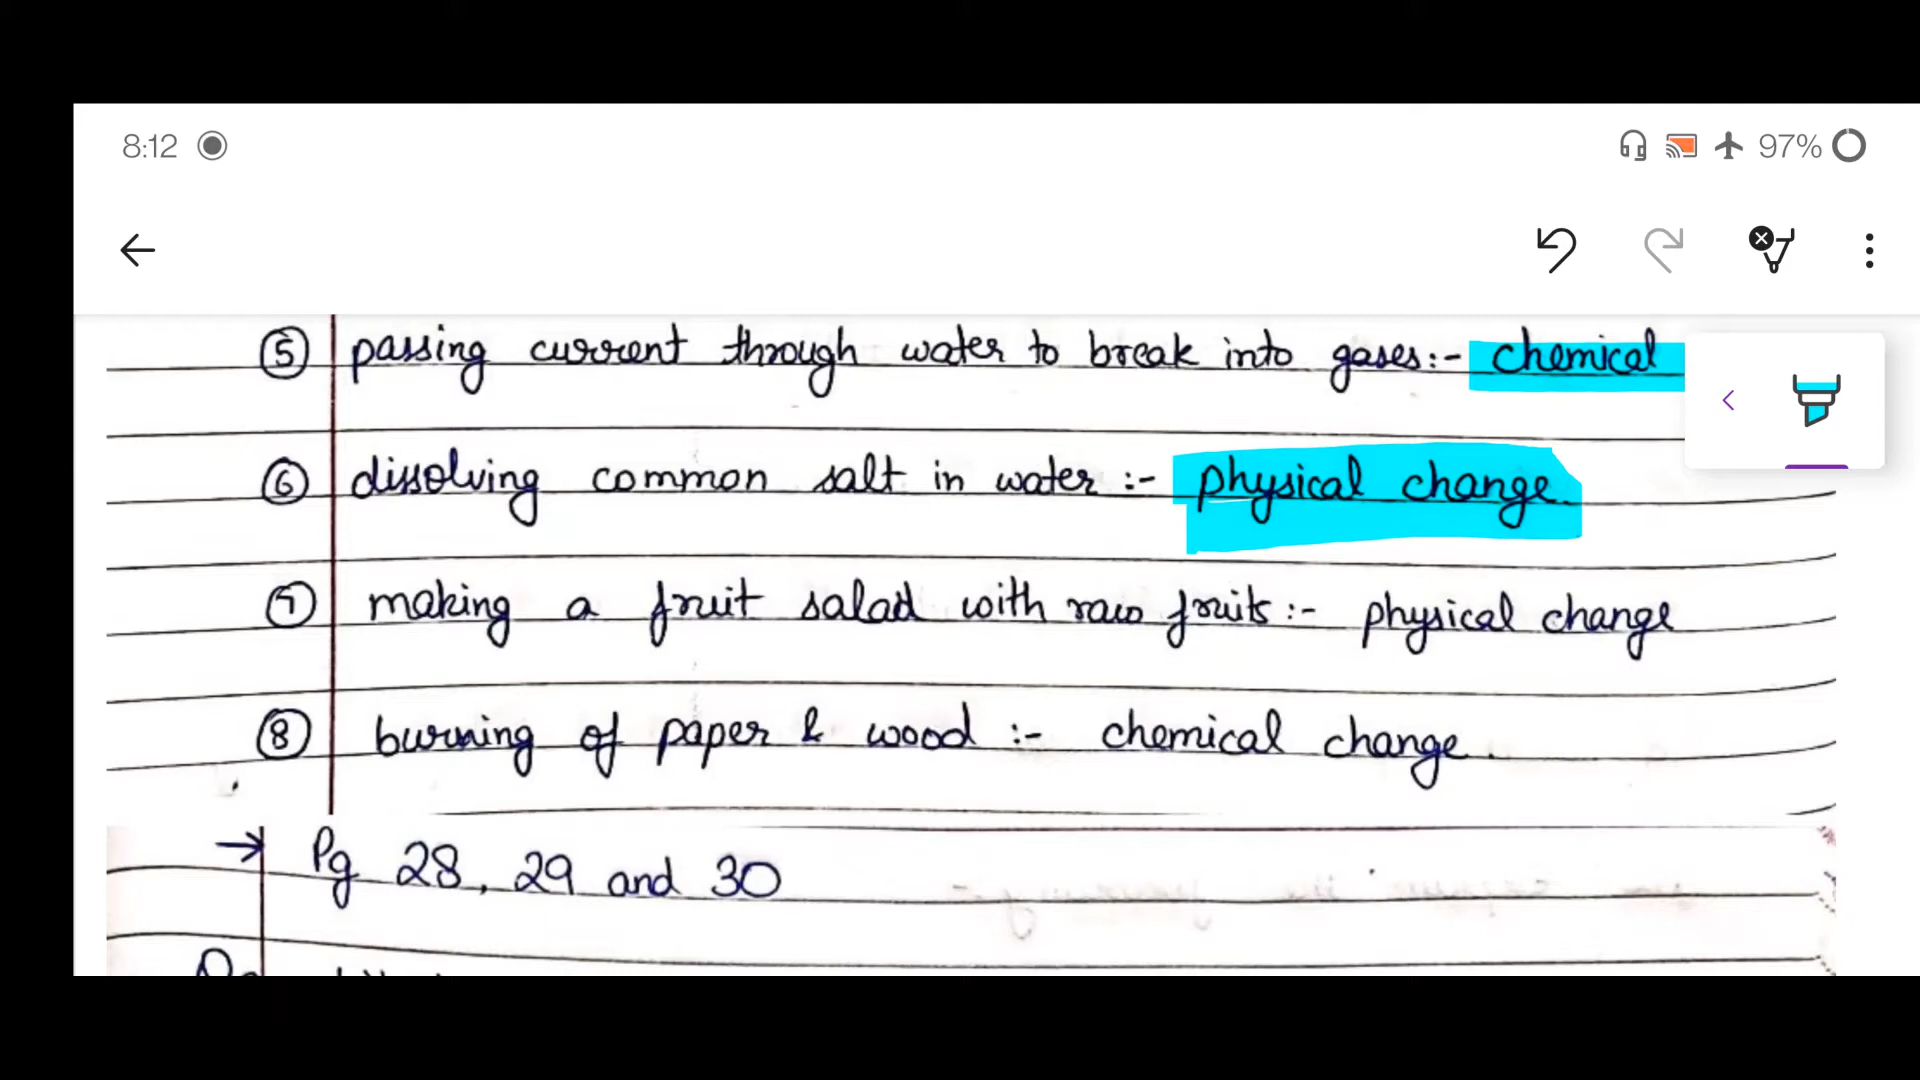 8:12 97%
⑤ passing current through water to break into gases:- chemical
⑥ dissolving common salt in water :- physical change.
⑦ making a fruit salad with raw fruits :- physical change
⑧ burning of paper & wood :- chemical change.
→ Pg 28, 29 and 30